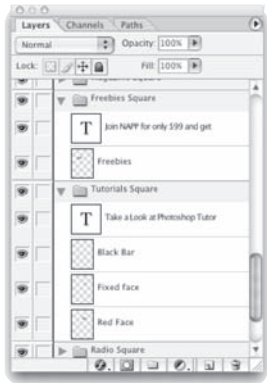 Layers Channels Paths
Normal Opacity: 100%
Lock: Fill: 100%
Square
Freebies Square
T Join NAPP for only $99 and get
Freebies
Tutorials Square
T Take a Look at Photoshop Tutor
Black Bar
Fixed face
Red Face
Radio Square